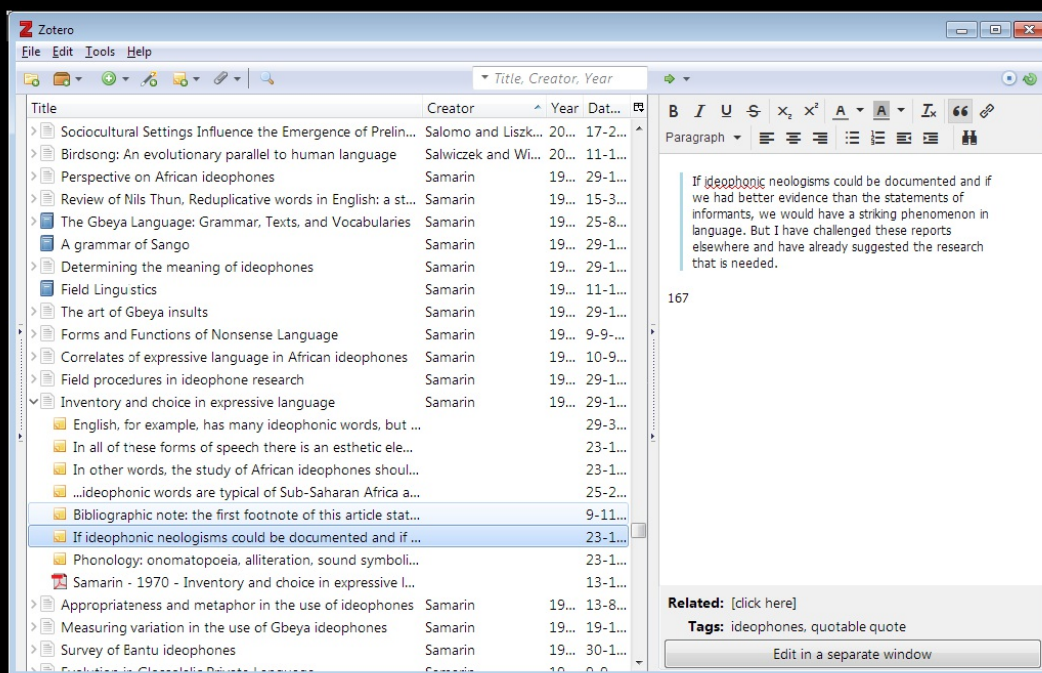 Zotero
File Edit Tools Help
Title, Creator, Year
Title Creator Year Dat...
Sociocultural Settings Influence the Emergence of Prelin... Salomo and Liszk... 20... 17-2...
Birdsong: An evolutionary parallel to human language Salwiczek and Wi... 20... 11-1...
Perspective on African ideophones Samarin 19... 29-1...
Review of Nils Thun, Reduplicative words in English: a st... Samarin 19... 15-3...
The Gbeya Language: Grammar, Texts, and Vocabularies Samarin 19... 25-8...
A grammar of Sango Samarin 19... 29-1...
Determining the meaning of ideophones Samarin 19... 29-1...
Field Linguistics Samarin 19... 11-1...
The art of Gbeya insults Samarin 19... 29-1...
Forms and Functions of Nonsense Language Samarin 19... 9-9-...
Correlates of expressive language in African ideophones Samarin 19... 10-9...
Field procedures in ideophone research Samarin 19... 29-1...
Inventory and choice in expressive language Samarin 19... 29-1...
English, for example, has many ideophonic words, but ... 29-3...
In all of these forms of speech there is an esthetic ele... 23-1...
In other words, the study of African ideophones shoul... 23-1...
...ideophonic words are typical of Sub-Saharan Africa a... 25-2...
Bibliographic note: the first footnote of this article stat... 9-11...
If ideophonic neologisms could be documented and if ... 23-1...
Phonology: onomatopoeia, alliteration, sound symboli... 23-1...
Samarin - 1970 - Inventory and choice in expressive l... 13-1...
Appropriateness and metaphor in the use of ideophones Samarin 19... 13-8...
Measuring variation in the use of Gbeya ideophones Samarin 19... 19-1...
Survey of Bantu ideophones Samarin 19... 30-1...
B I U S X₂ X² A A Tx
Paragraph
If ideophonic neologisms could be documented and if
we had better evidence than the statements of
informants, we would have a striking phenomenon in
language. But I have challenged these reports
elsewhere and have already suggested the research
that is needed.
167
Related: [click here]
Tags: ideophones, quotable quote
Edit in a separate window